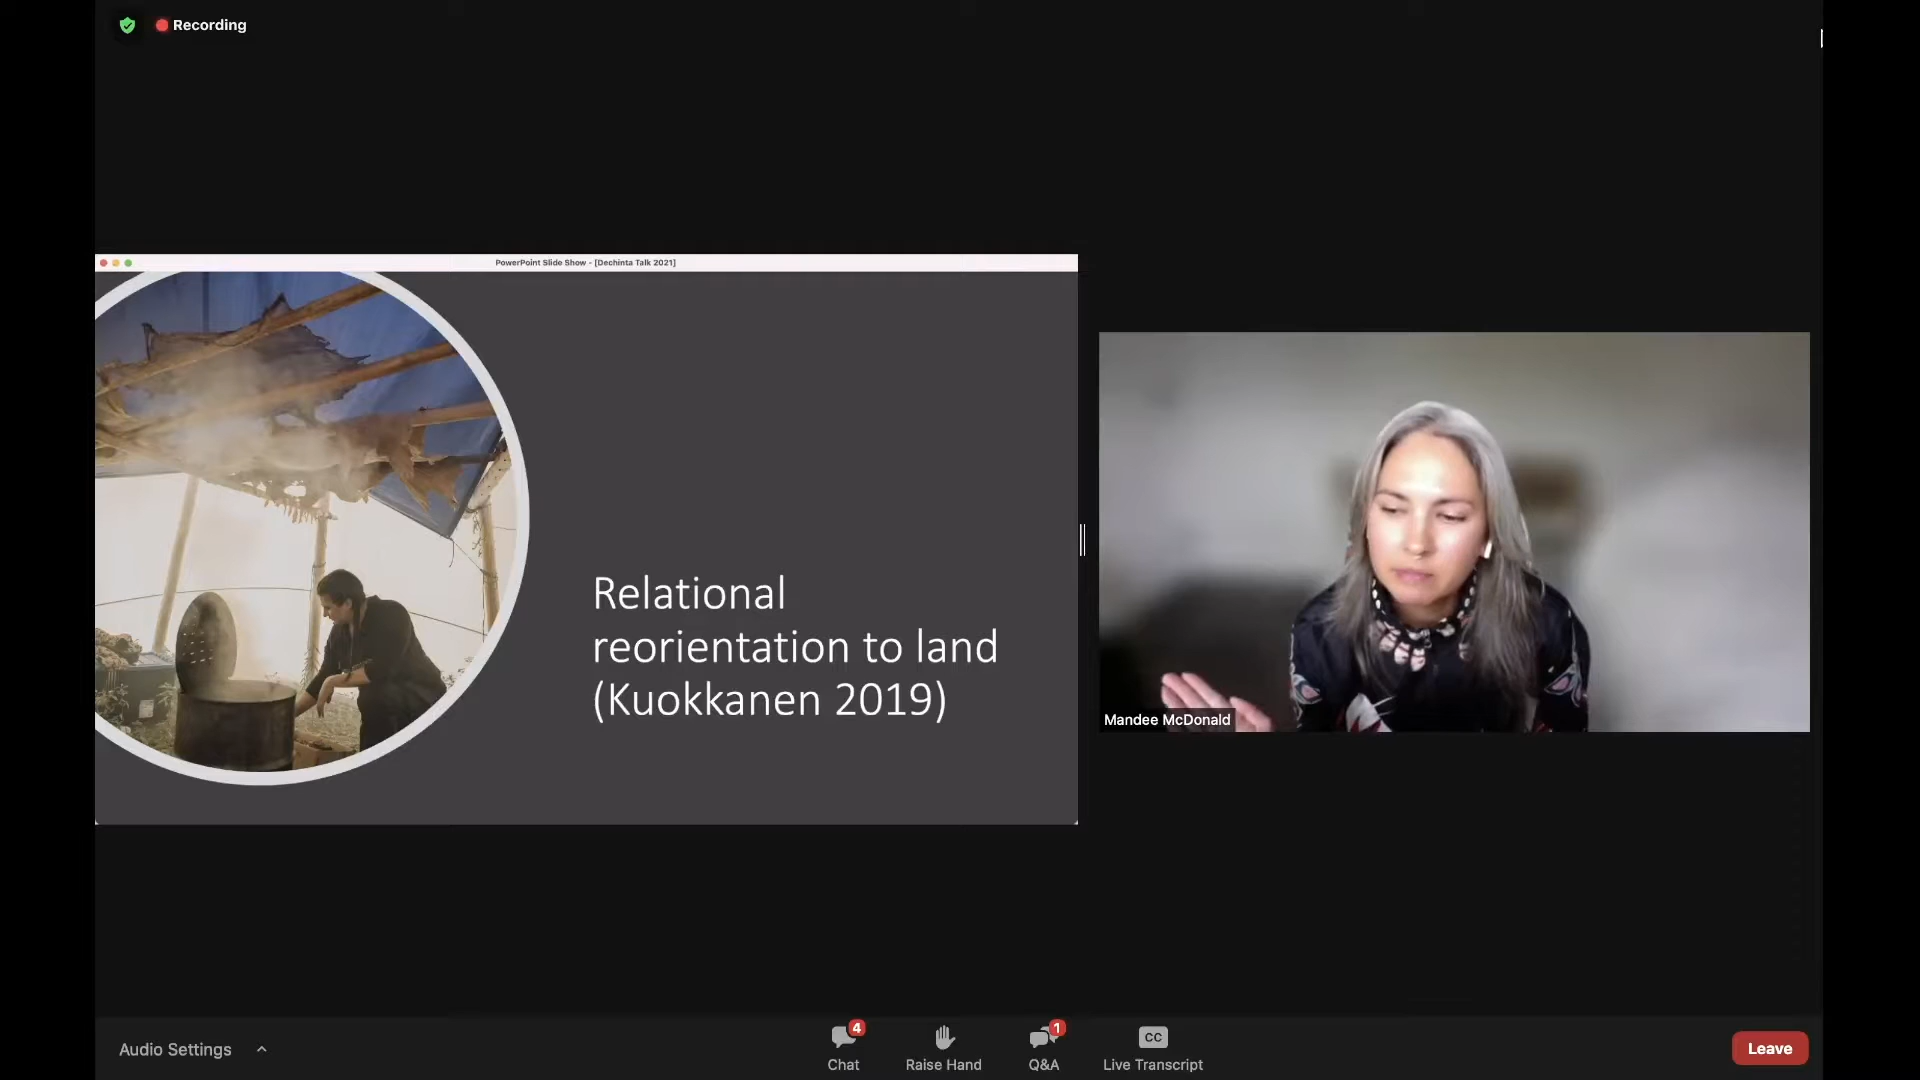 Recording
PowerPoint Slide Show - [Dechinta Talk 2021]
Relational
reorientation to land
(Kuokkanen 2019)
Mandee McDonald
Audio Settings
4
Chat
Raise Hand
1
Q&A
CC
Live Transcript
Leave